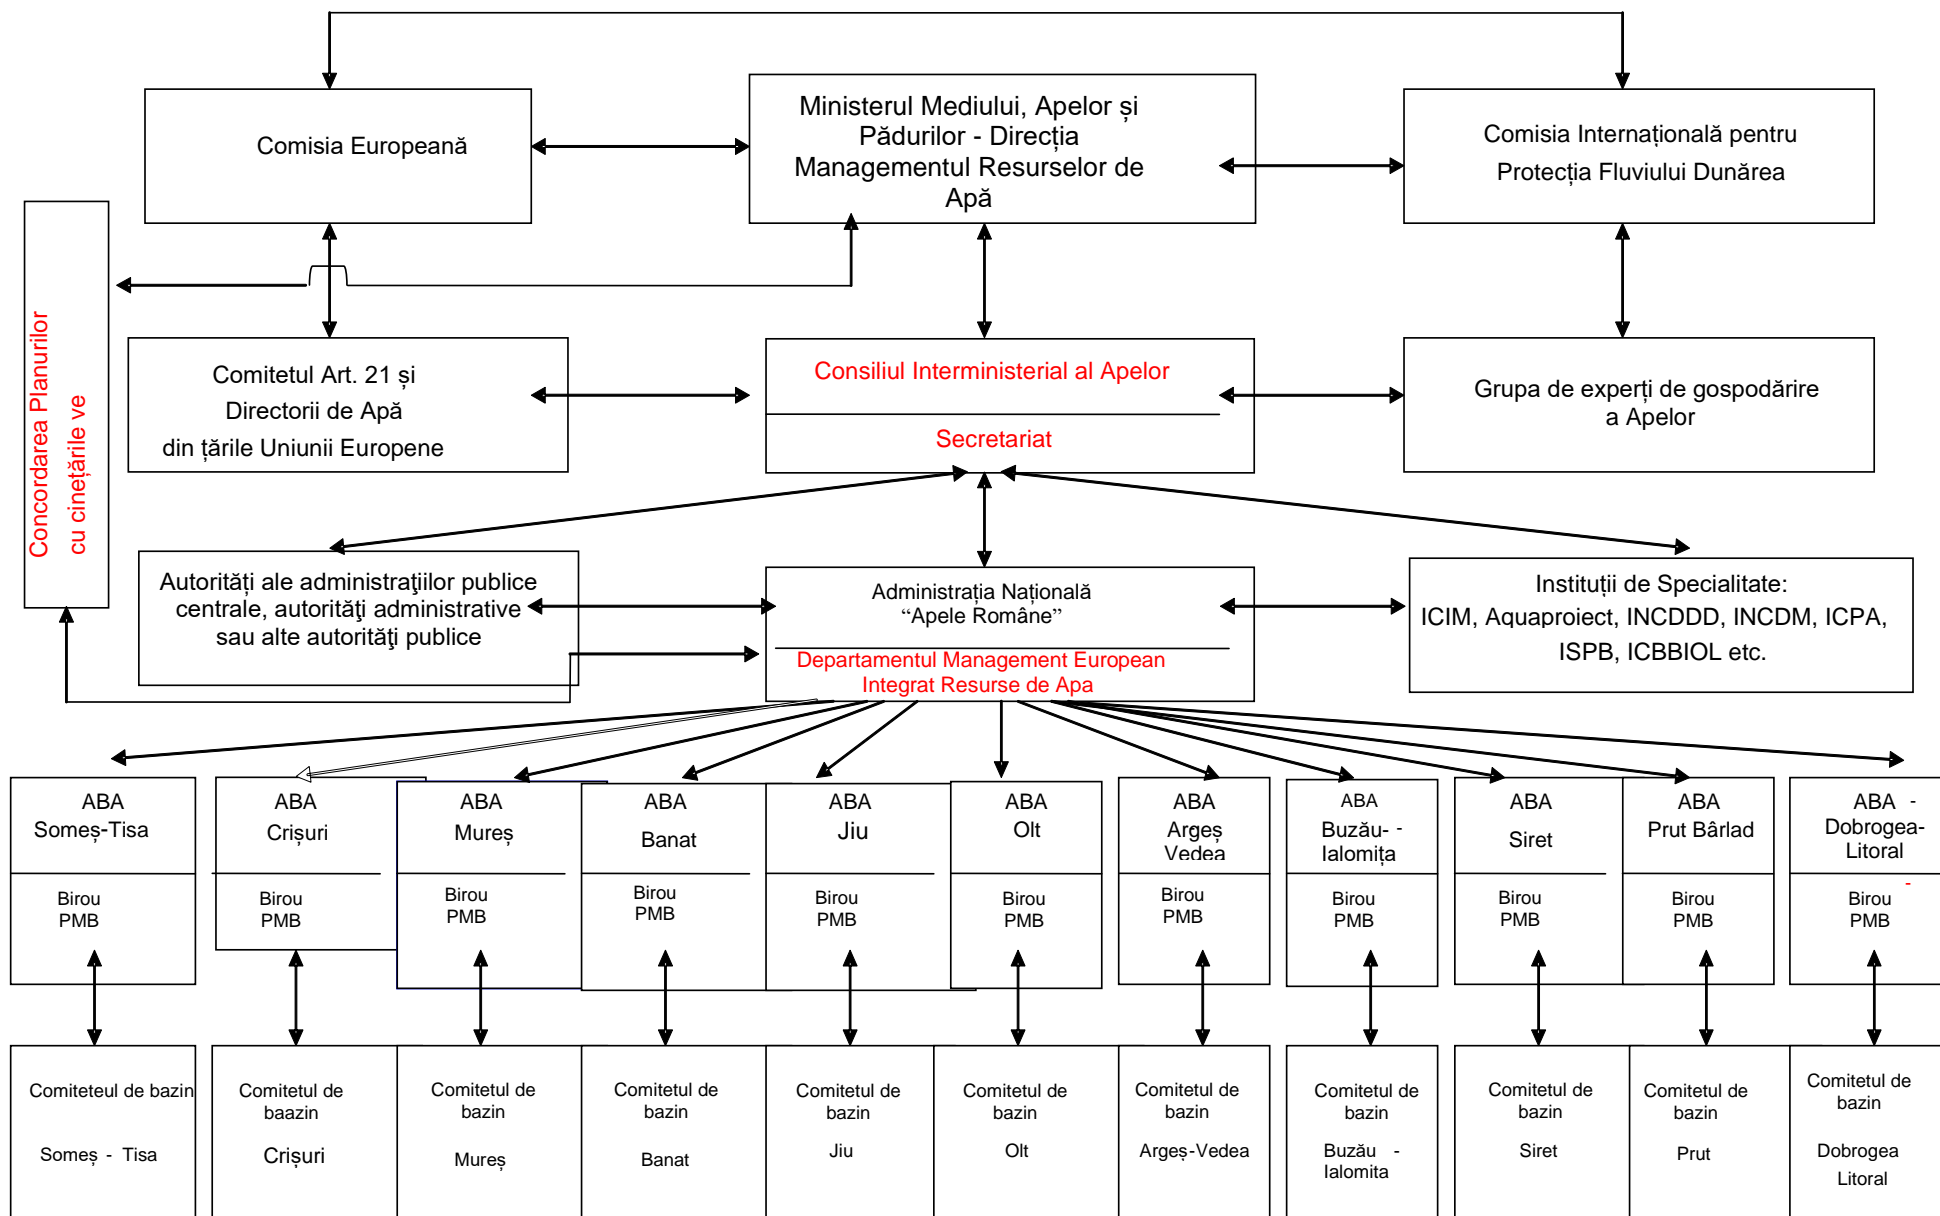 Comisia Europeană
Ministerul Mediului, Apelor și
Pădurilor - Direcția
Managementul Resurselor de
Apă
Comisia Internațională pentru
Protecția Fluviului Dunărea
Concordarea Planurilor
cu cinețările ve
Comitetul Art. 21 și
Directorii de Apă
din țările Uniunii Europene
Consiliul Interministerial al Apelor
Secretariat
Grupa de experți de gospodărire
a Apelor
Autorități ale administraţiilor publice
centrale, autorităţi administrative
sau alte autorităţi publice
Administrația Națională
“Apele Române”
Departamentul Management European
Integrat Resurse de Apa
Instituții de Specialitate:
ICIM, Aquaproiect, INCDDD, INCDM, ICPA,
ISPB, ICBBIOL etc.
ABA
Someș-Tisa
Birou
PMB
ABA
Crișuri
Birou
PMB
ABA
Mureș
Birou
PMB
ABA
Banat
Birou
PMB
ABA
Jiu
Birou
PMB
ABA
Olt
Birou
PMB
ABA
Argeș
Vedea
Birou
PMB
ABA
Buzău- -
Ialomița
Birou
PMB
ABA
Siret
Birou
PMB
ABA
Prut Bârlad
Birou
PMB
ABA -
Dobrogea-
Litoral
-
Birou
PMB
Comiteteul de bazin
Someș - Tisa
Comitetul de
baazin
Crișuri
Comitetul de
bazin
Mureș
Comitetul de
bazin
Banat
Comitetul de
bazin
Jiu
Comitetul de
bazin
Olt
Comitetul de
bazin
Argeș-Vedea
Comitetul de
bazin
Buzău -
Ialomita
Comitetul de
bazin
Siret
Comitetul de
bazin
Prut
Comitetul de
bazin
Dobrogea
Litoral